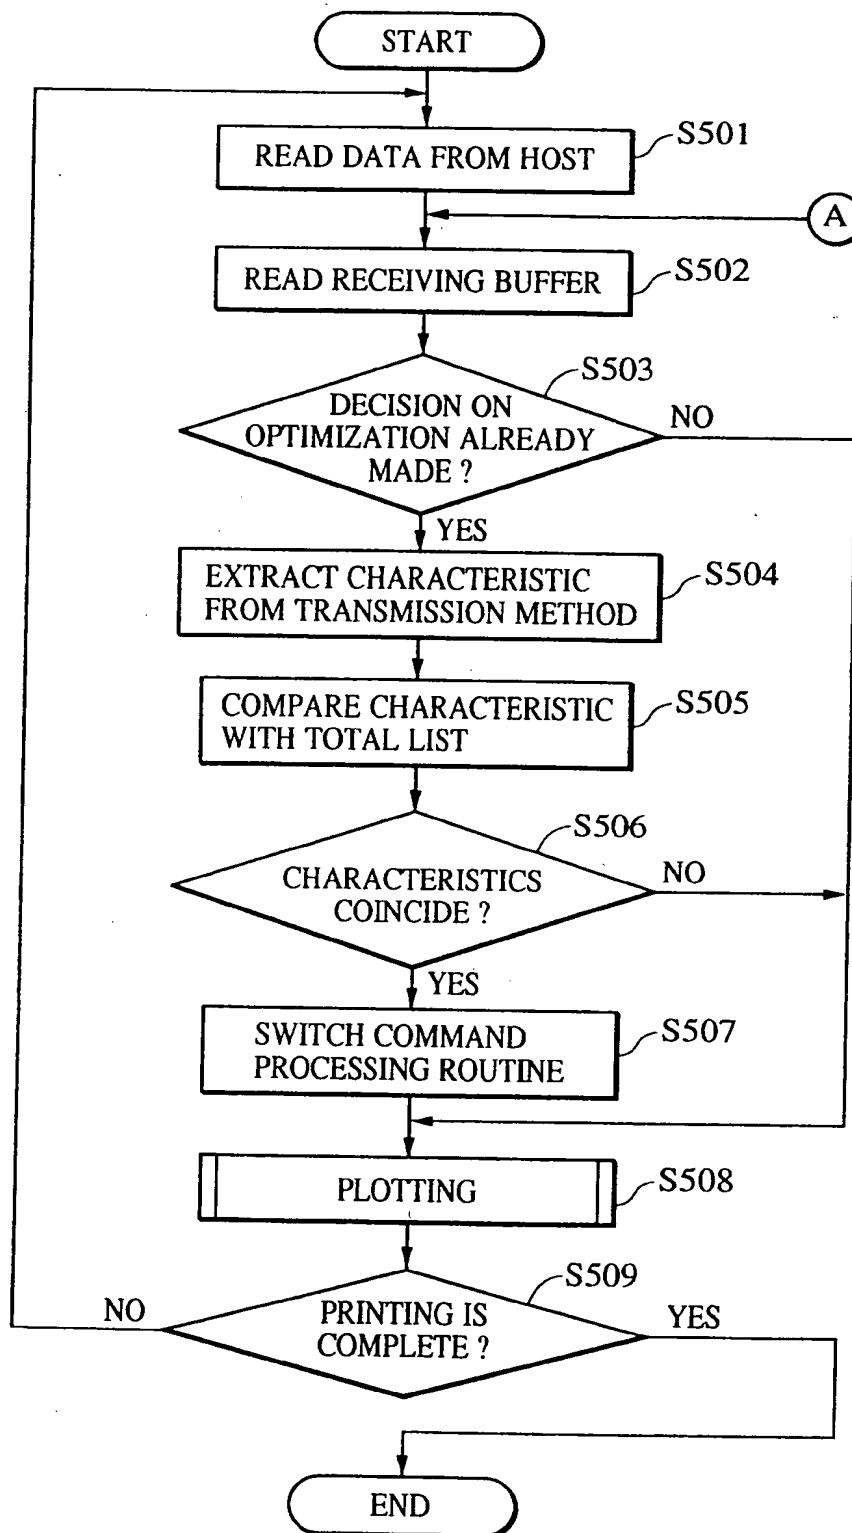 START
READ DATA FROM HOST
S501
A
READ RECEIVING BUFFER
S502
S503
DECISION ON
OPTIMIZATION ALREADY
MADE ?
NO
YES
EXTRACT CHARACTERISTIC
FROM TRANSMISSION METHOD
S504
COMPARE CHARACTERISTIC
WITH TOTAL LIST
S505
S506
CHARACTERISTICS
COINCIDE ?
NO
YES
SWITCH COMMAND
PROCESSING ROUTINE
S507
PLOTTING
S508
S509
NO
PRINTING IS
COMPLETE ?
YES
END